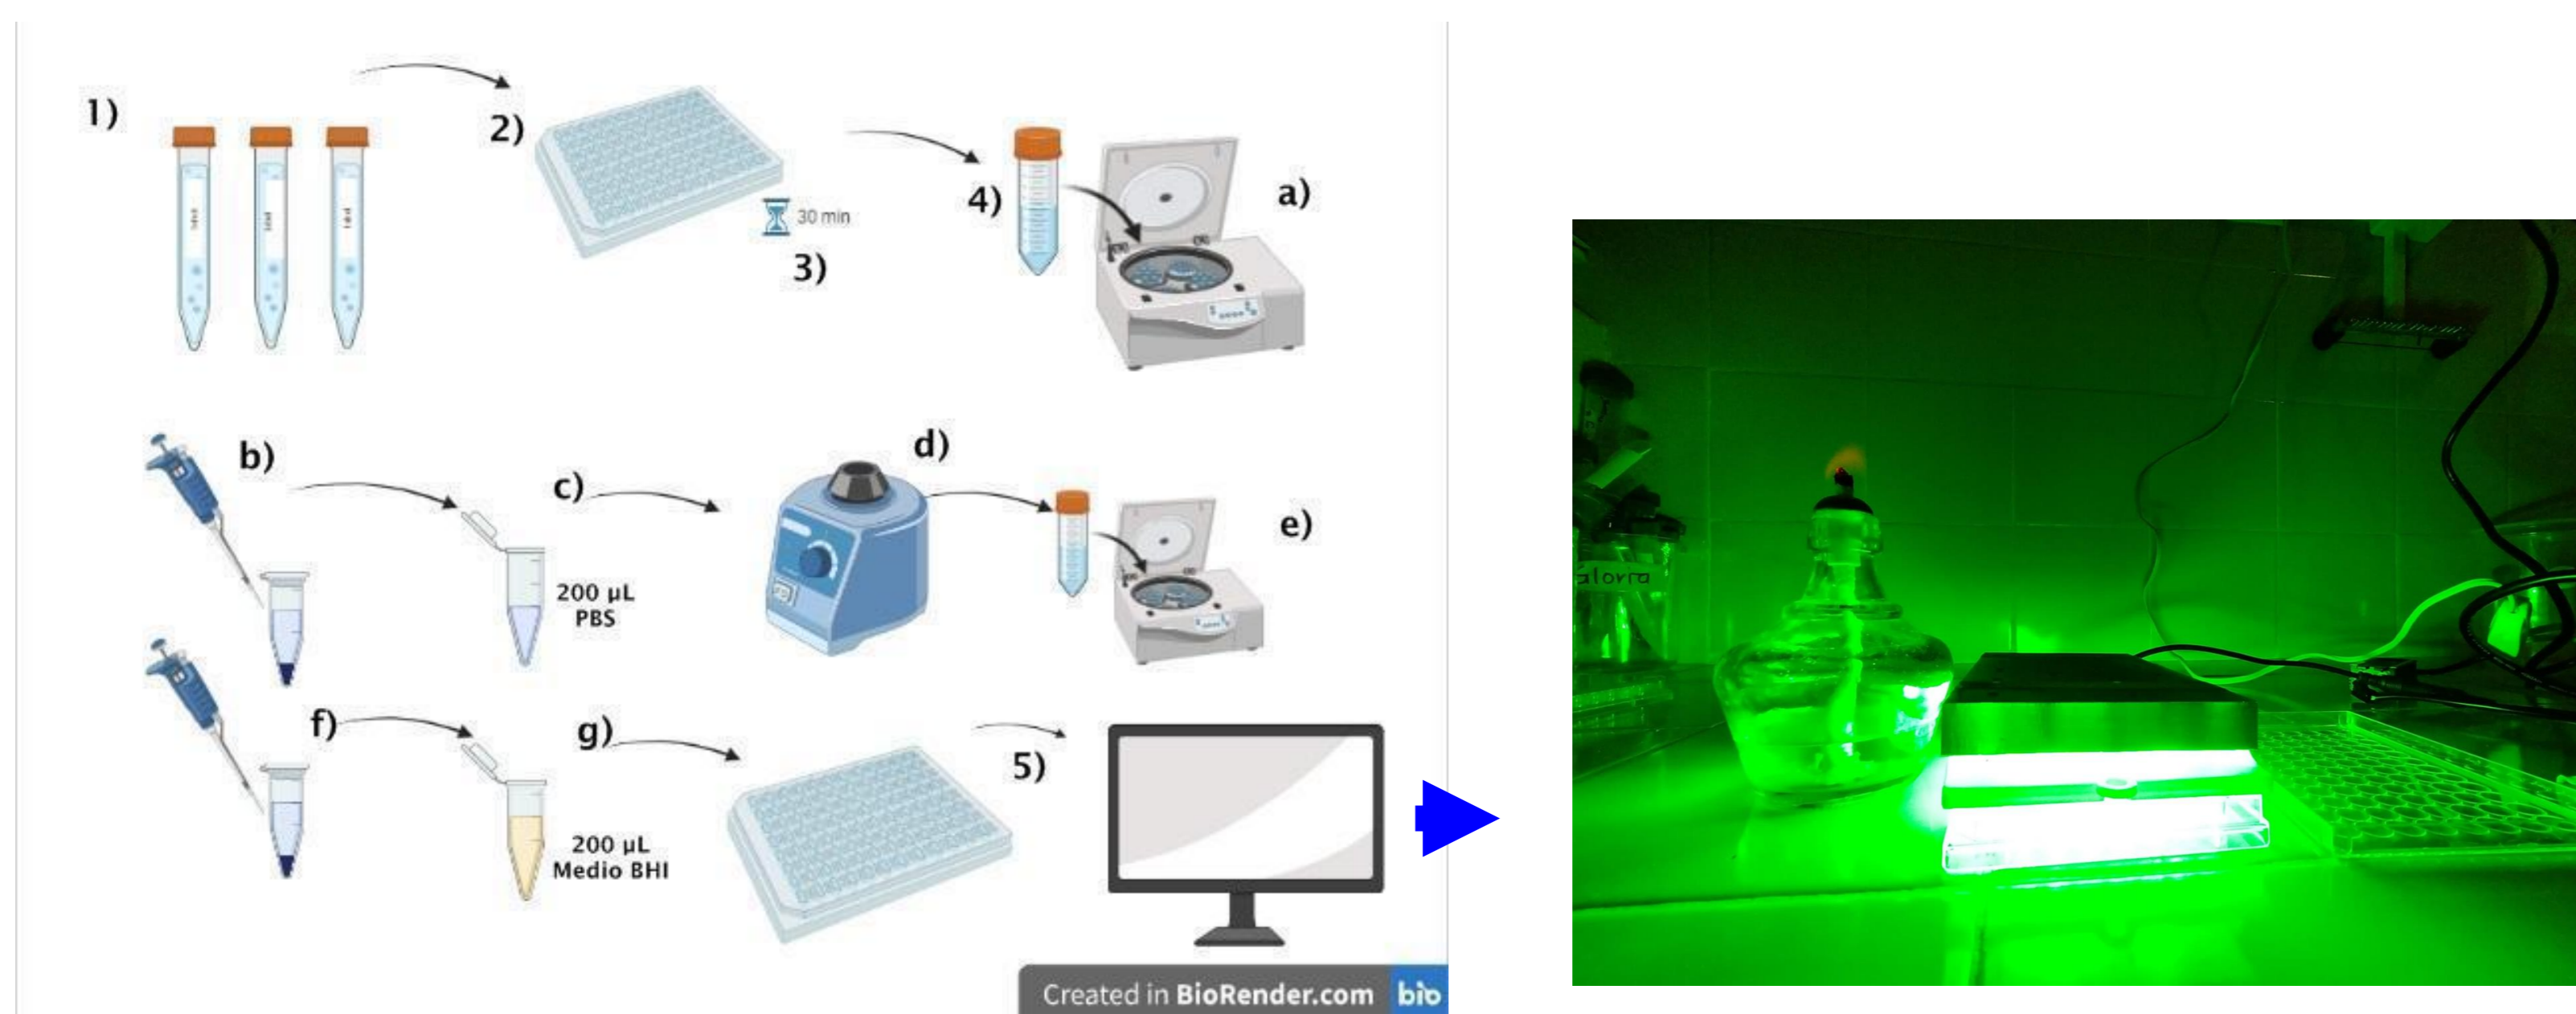 1)
2)
30 min
3)
4)
a)
b)
c)
200 µL
PBS
d)
e)
f)
g)
200 µL
Medio BHI
5)
Created in BioRender.com bio